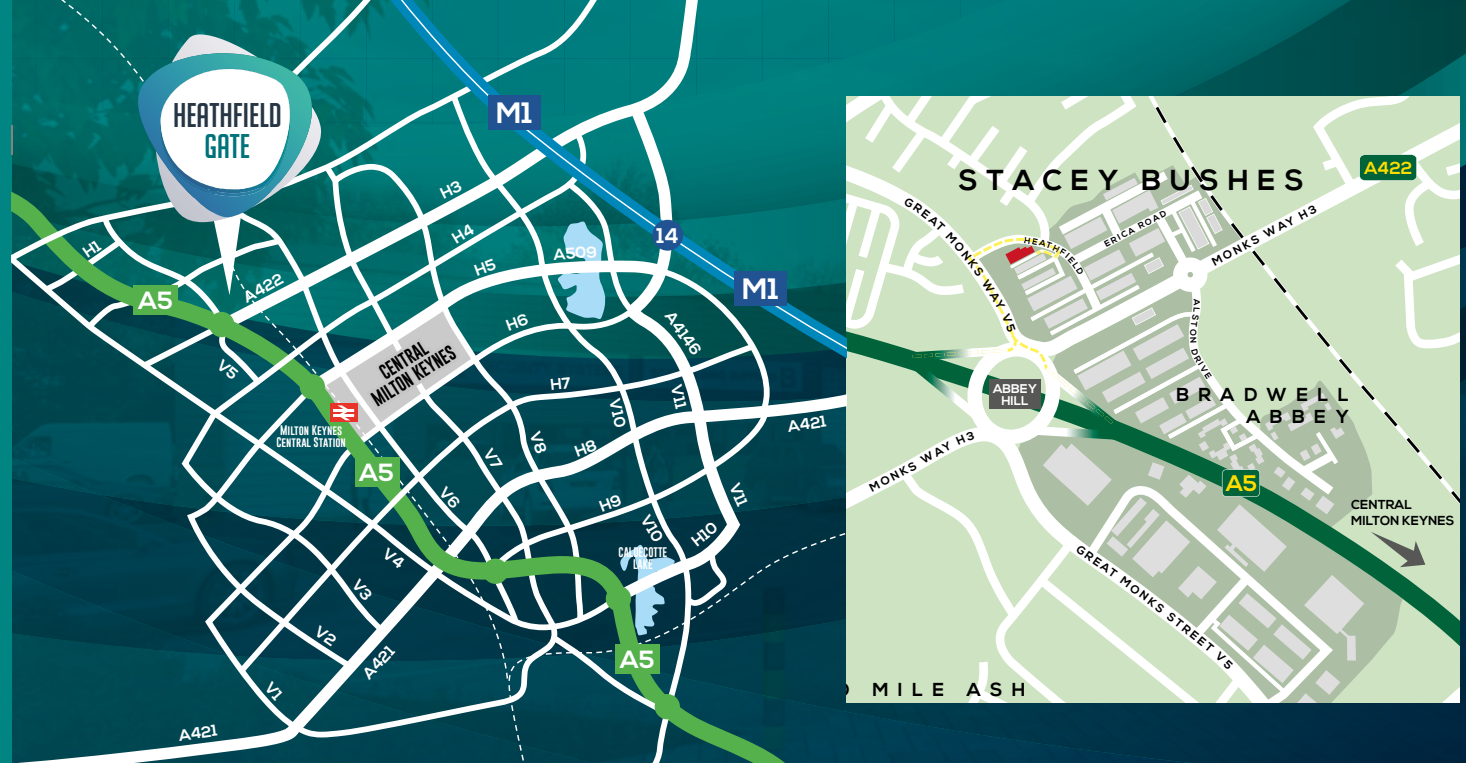 HEATHFIELD
GATE
M1
H3
H4
H1
A5
A422
H5
A509
14
M1
V5
H6
A4146
CENTRAL
MILTON KEYNES
MILTON KEYNES
CENTRAL STATION
H7
V10
V11
A421
A5
V7
V8
H8
V6
H9
V11
V10
H10
V4
CALDECOTTE
LAKE
V3
V2
A421
A5
V1
A421
STACEY BUSHES
A422
GREAT MONKS WAY V5
HEATHFIELD
ERICA ROAD
MONKS WAY H3
ALSTON DRIVE
ABBEY
HILL
BRADWELL
ABBEY
MONKS WAY H3
A5
CENTRAL
MILTON KEYNES
GREAT MONKS STREET V5
MILE ASH